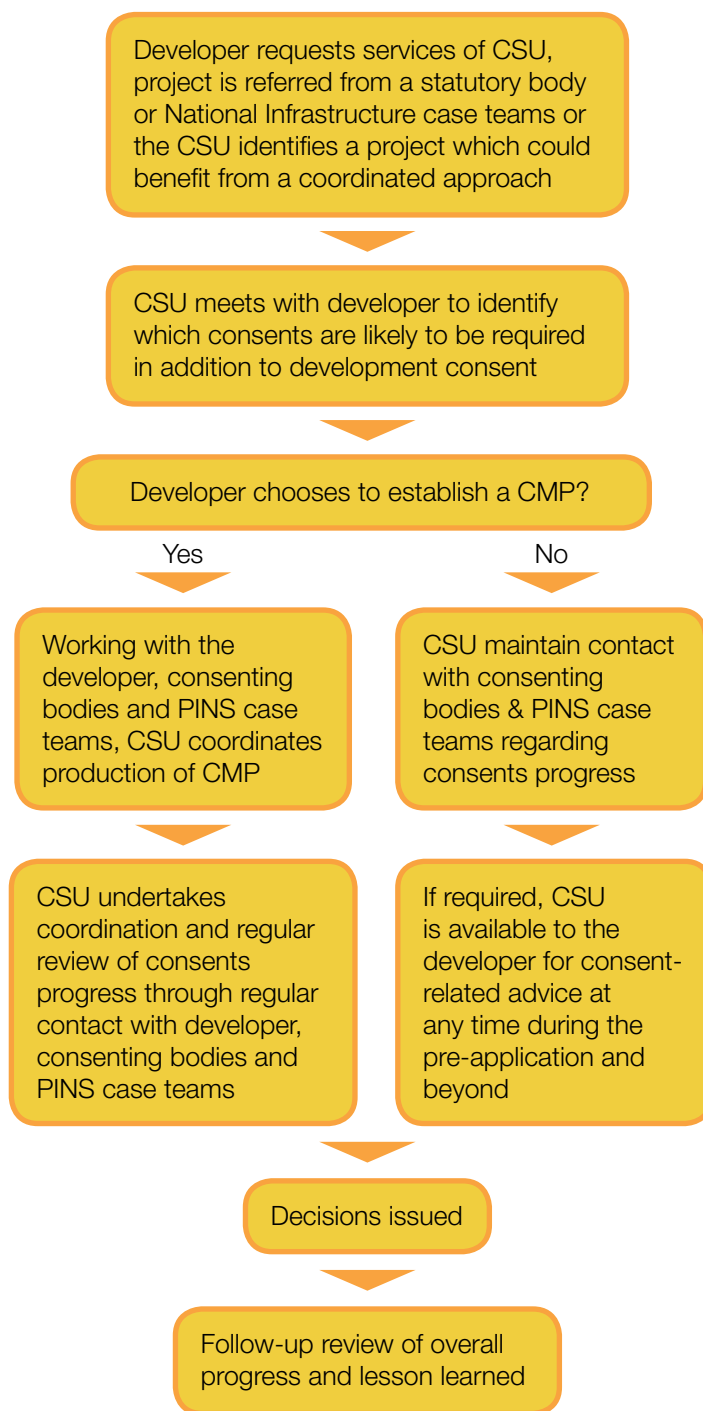 Developer requests services of CSU,
project is referred from a statutory body
or National Infrastructure case teams or
the CSU identifies a project which could
benefit from a coordinated approach
CSU meets with developer to identify
which consents are likely to be required
in addition to development consent
Developer chooses to establish a CMP?
Yes
No
Working with the
developer, consenting
bodies and PINS case
teams, CSU coordinates
production of CMP
CSU maintain contact
with consenting
bodies & PINS case
teams regarding
consents progress
CSU undertakes
coordination and regular
review of consents
progress through regular
contact with developer,
consenting bodies and
PINS case teams
If required, CSU
is available to the
developer for consent-
related advice at
any time during the
pre-application and
beyond
Decisions issued
Follow-up review of overall
progress and lesson learned